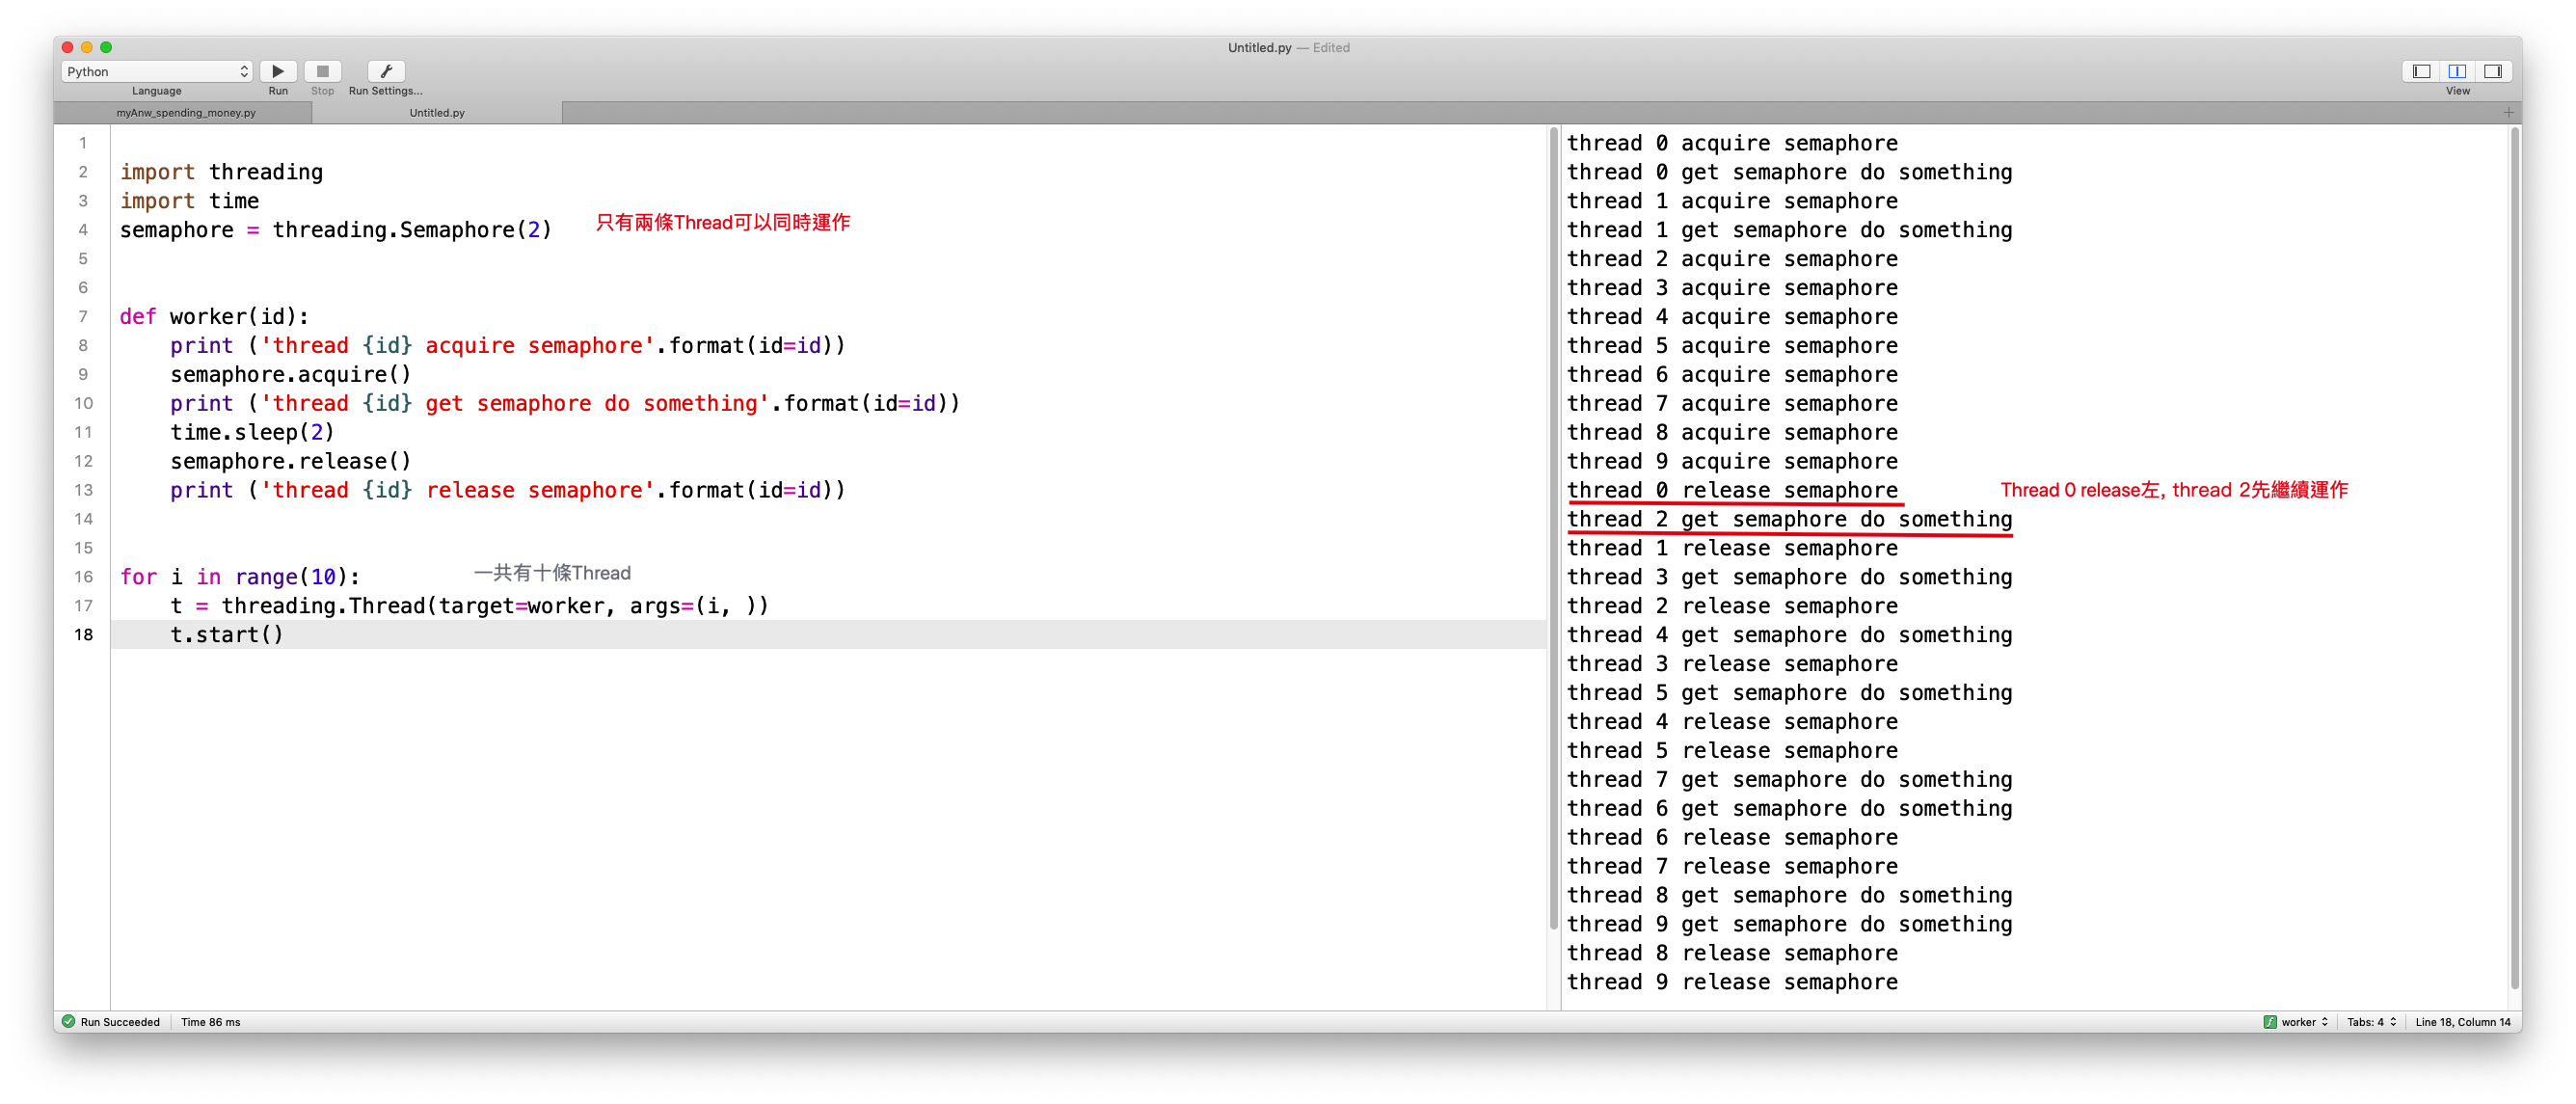 Untitled.py — Edited
Python
Language
Run
Stop
Run Settings...
View
myAnw_spending_money.py
Untitled.py
1
2 import threading
3 import time
4 semaphore = threading.Semaphore(2) 只有兩條Thread可以同時運作
5
6
7 def worker(id):
8 print ('thread {id} acquire semaphore'.format(id=id))
9 semaphore.acquire()
10 print ('thread {id} get semaphore do something'.format(id=id))
11 time.sleep(2)
12 semaphore.release()
13 print ('thread {id} release semaphore'.format(id=id))
14
15
16 for i in range(10): 一共有十條Thread
17 t = threading.Thread(target=worker, args=(i, ))
18 t.start()
thread 0 acquire semaphore
thread 0 get semaphore do something
thread 1 acquire semaphore
thread 1 get semaphore do something
thread 2 acquire semaphore
thread 3 acquire semaphore
thread 4 acquire semaphore
thread 5 acquire semaphore
thread 6 acquire semaphore
thread 7 acquire semaphore
thread 8 acquire semaphore
thread 9 acquire semaphore
thread 0 release semaphore Thread 0 release左, thread 2先繼續運作
thread 2 get semaphore do something
thread 1 release semaphore
thread 3 get semaphore do something
thread 2 release semaphore
thread 4 get semaphore do something
thread 3 release semaphore
thread 5 get semaphore do something
thread 4 release semaphore
thread 5 release semaphore
thread 7 get semaphore do something
thread 6 get semaphore do something
thread 6 release semaphore
thread 7 release semaphore
thread 8 get semaphore do something
thread 9 get semaphore do something
thread 8 release semaphore
thread 9 release semaphore
Run Succeeded
Time 86 ms
worker
Tabs: 4
Line 18, Column 14